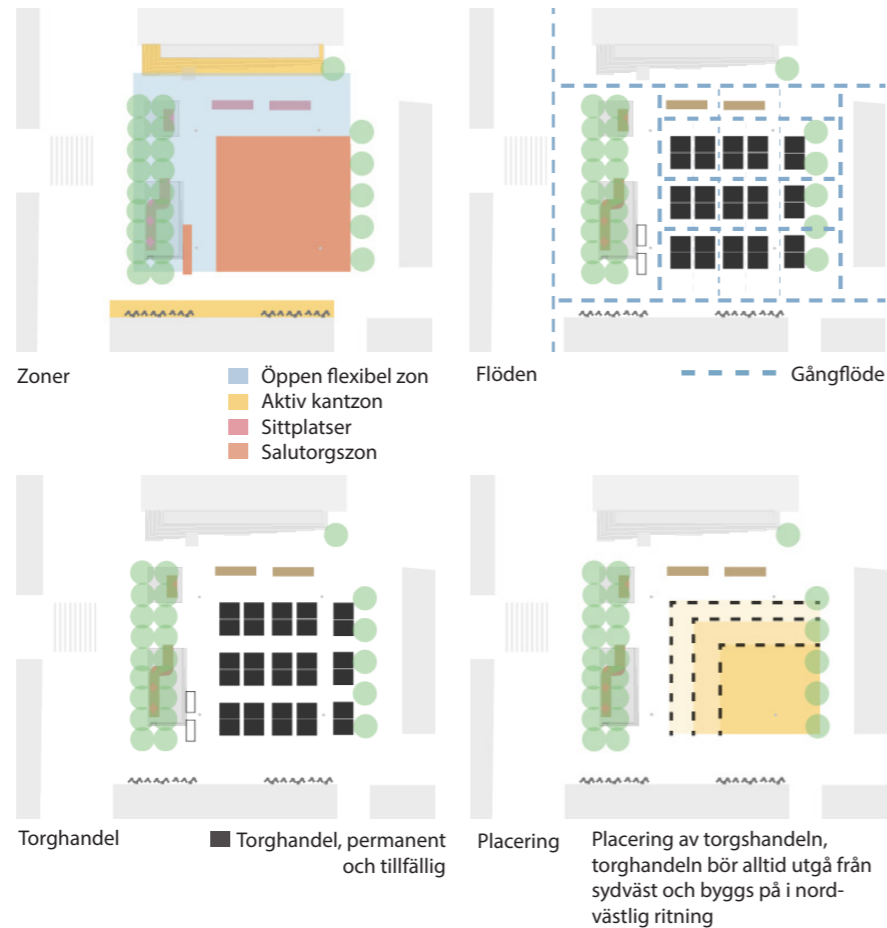 Zoner
Öppen flexibel zon
Aktiv kantzon
Sittplatser
Salutorgszon
Flöden
Gångflöde
Torghandel
Torghandel, permanent
och tillfällig
Placering
Placering av torgshandeln,
torghandeln bör alltid utgå från
sydväst och byggs på i nord-
västlig ritning